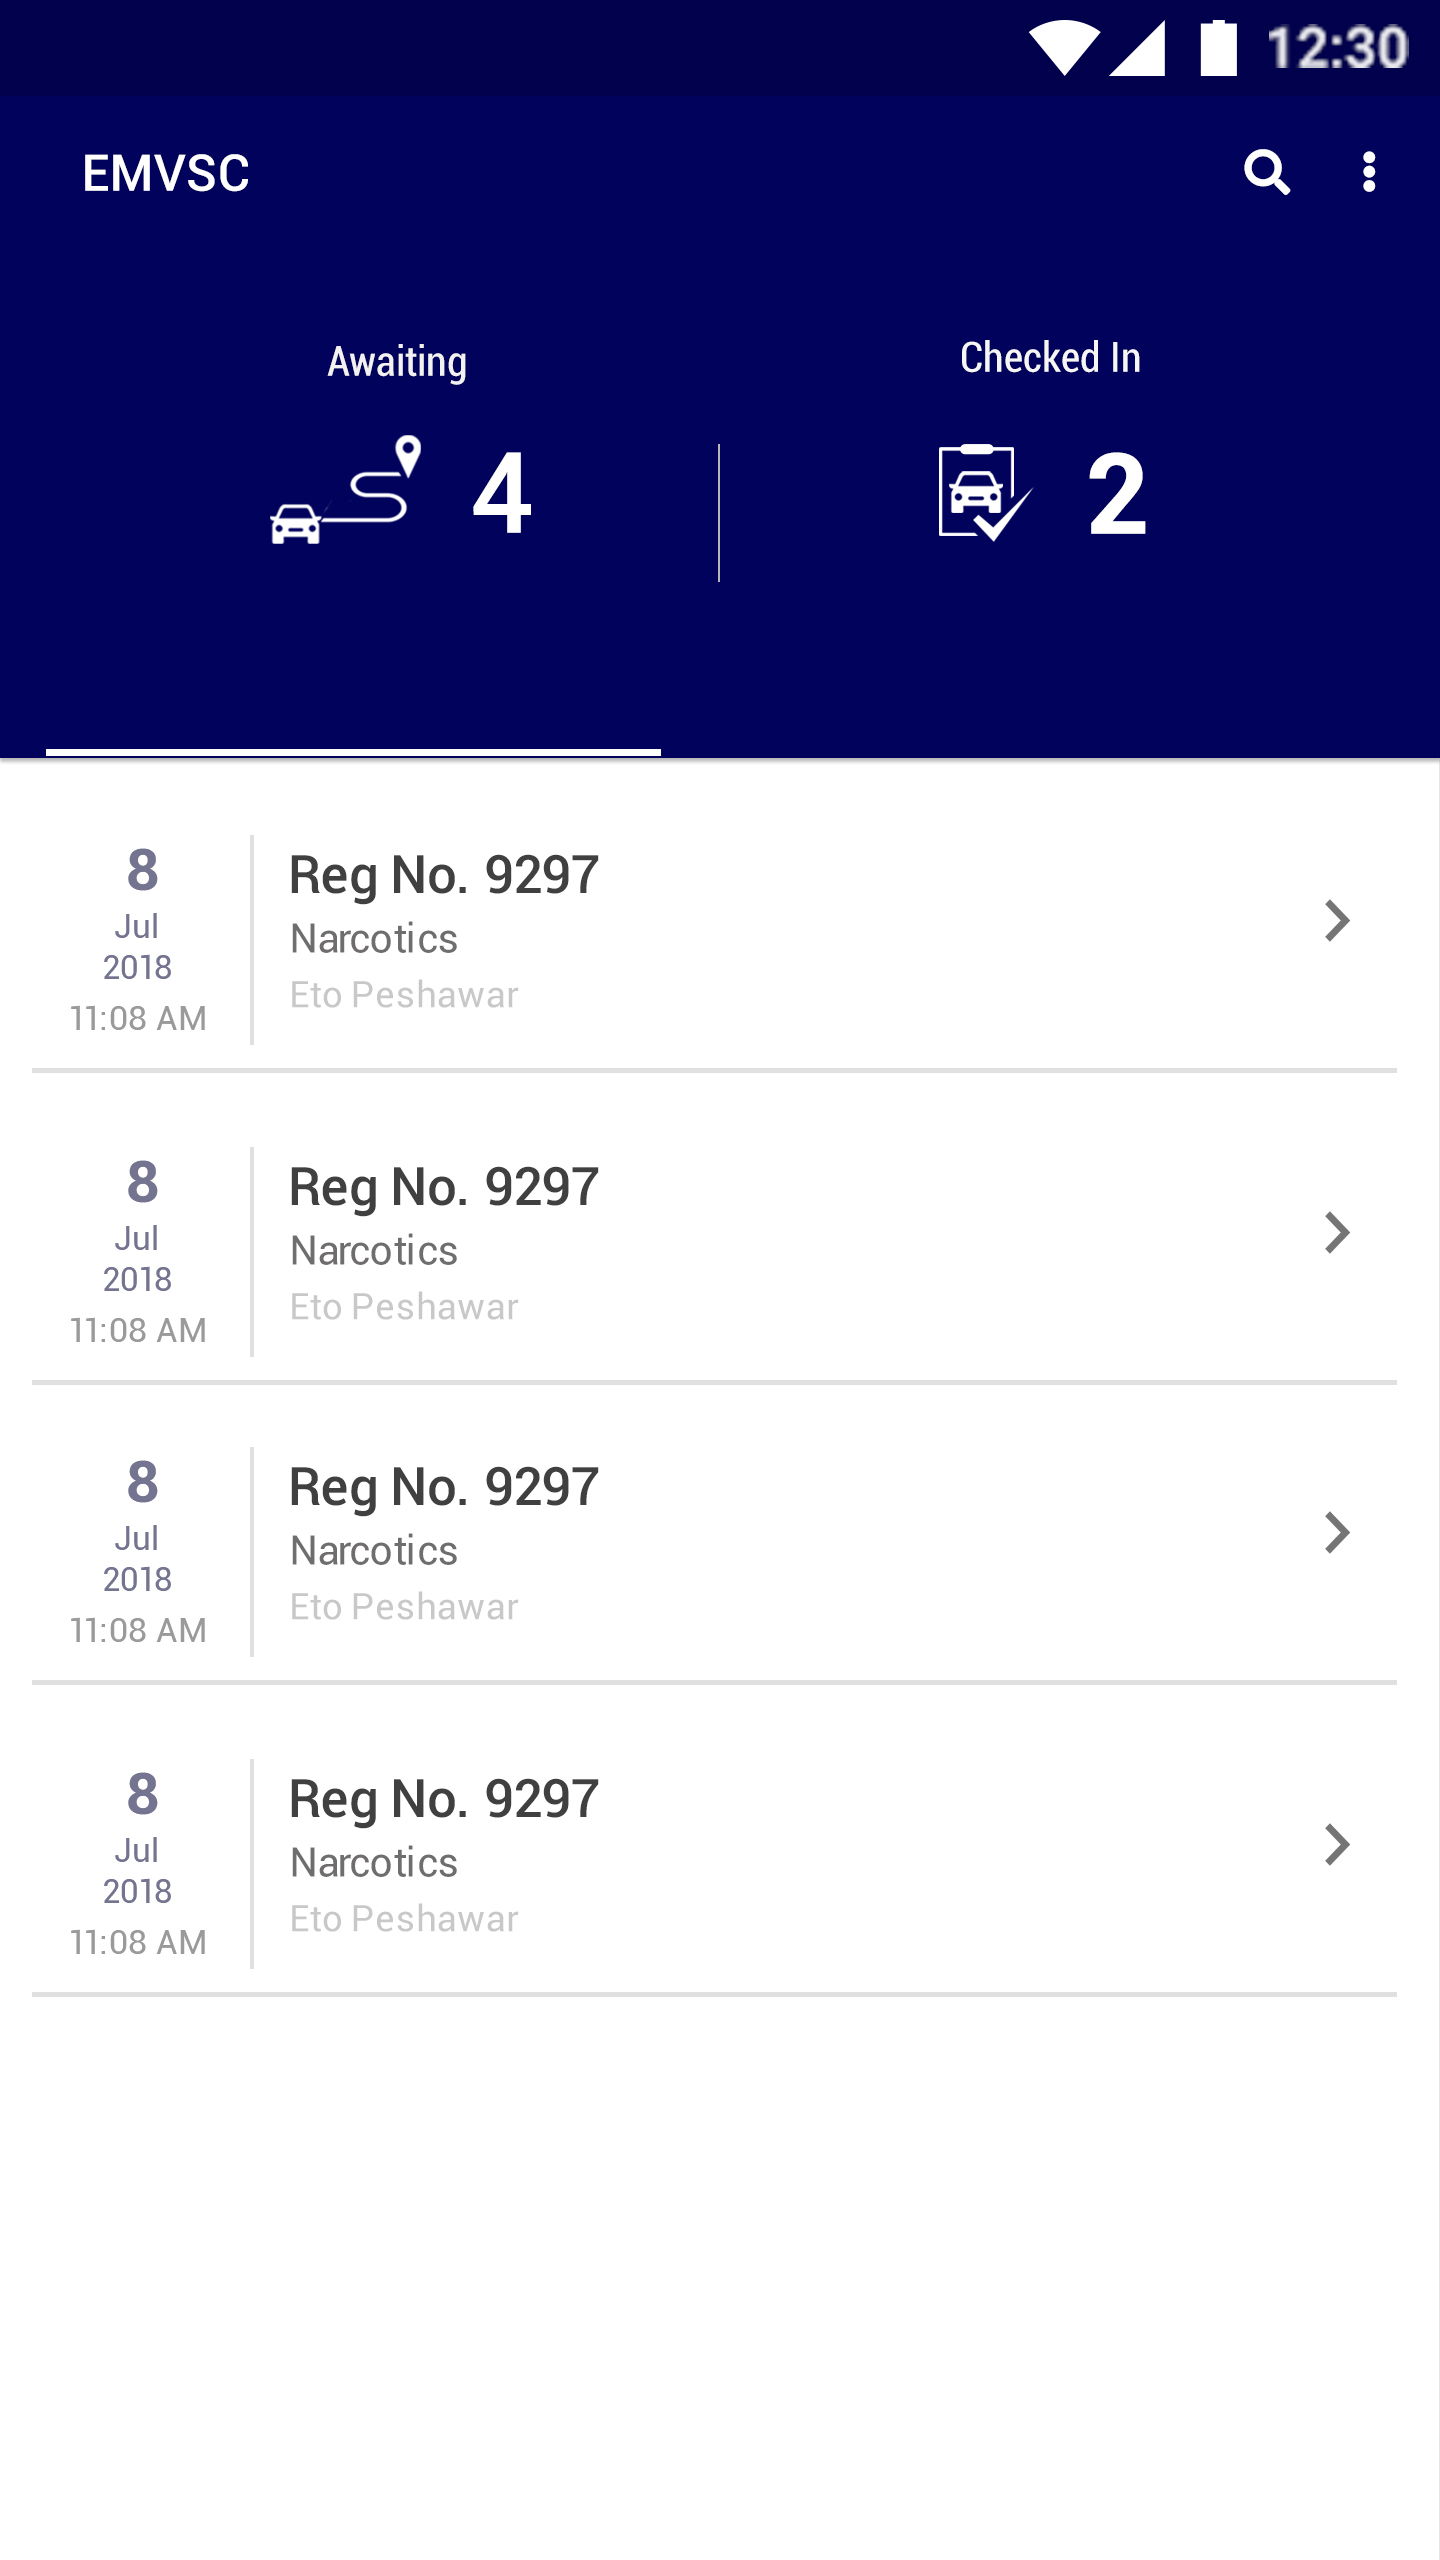 12:30
EMVSC
Awaiting
Checked In
4
2
8
Jul
2018
11:08 AM
Reg No. 9297
Narcotics
Eto Peshawar
8
Jul
2018
11:08 AM
Reg No. 9297
Narcotics
Eto Peshawar
8
Jul
2018
11:08 AM
Reg No. 9297
Narcotics
Eto Peshawar
8
Jul
2018
11:08 AM
Reg No. 9297
Narcotics
Eto Peshawar